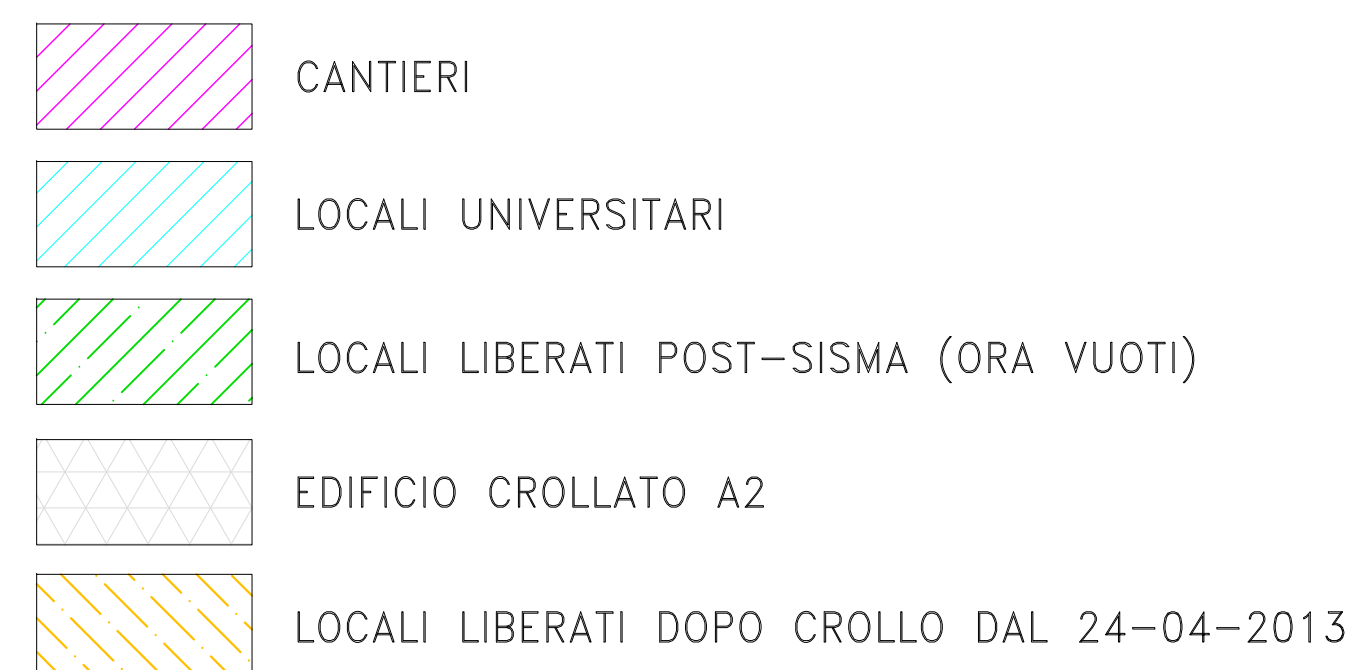 CANTIERI
LOCALI UNIVERSITARI
LOCALI LIBERATI POST-SISMA (ORA VUOTI)
EDIFICIO CROLLATO A2
LOCALI LIBERATI DOPO CROLLO DAL 24-04-2013